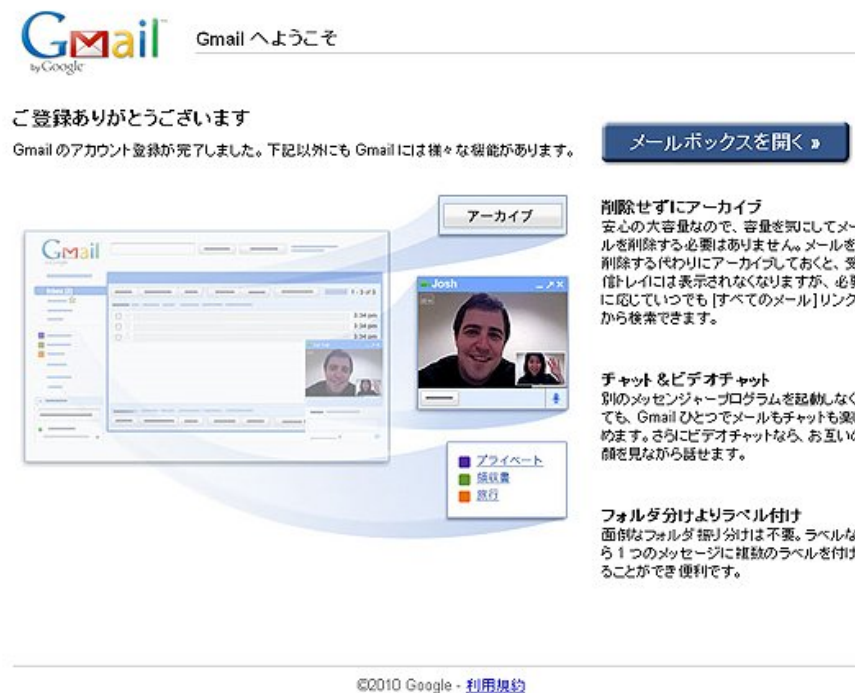 Gmail
by Google
Gmail へようこそ
ご登録ありがとうございます
Gmail のアカウント登録が完了しました。下記以外にも Gmail には様々な機能があります。
メールボックスを開く »
アーカイブ
Gmail
Inbox (3)
1 - 3 of 3
3:34 pm
3:34 pm
3:34 pm
Josh
プライベート
領収書
旅行
削除せずにアーカイブ
安心の大容量なので、容量を気にしてメー
ルを削除する必要はありません。メールを
削除する代わりにアーカイブしておくと、受
信トレイには表示されなくなりますが、必要
に応じていつでも [すべてのメール] リンク
から検索できます。
チャット & ビデオチャット
別のメッセンジャープログラムを起動しなく
ても、Gmail ひとつでメールもチャットも楽し
めます。さらにビデオチャットなら、お互いの
顔を見ながら話せます。
フォルダ分けよりラベル付け
面倒なフォルダ振り分けは不要。ラベルな
ら 1 つのメッセージに複数のラベルを付け
ることができ便利です。
©2010 Google - 利用規約